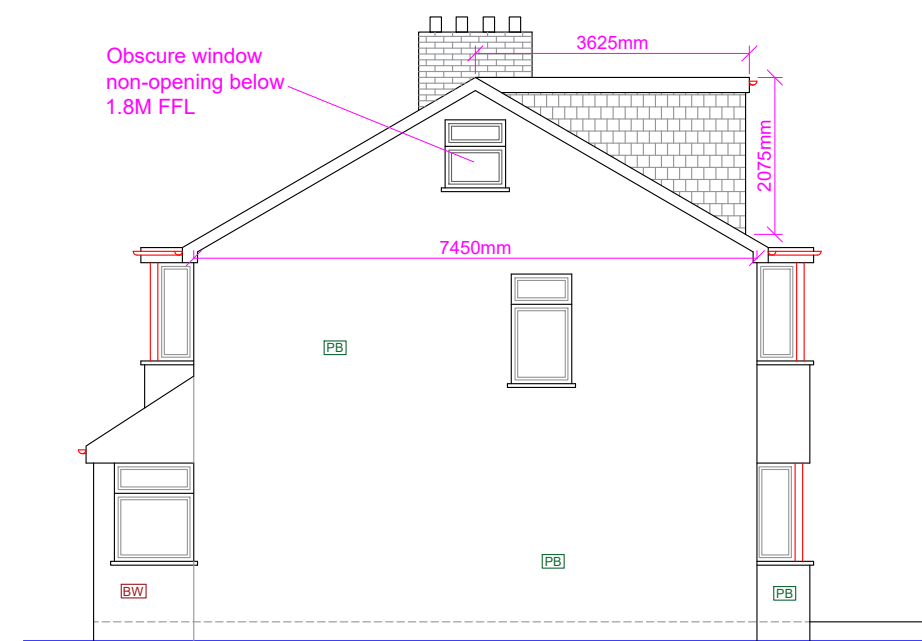 Obscure window
non-opening below
1.8M FFL
3625mm
2075mm
7450mm
PB
PB
BW
PB